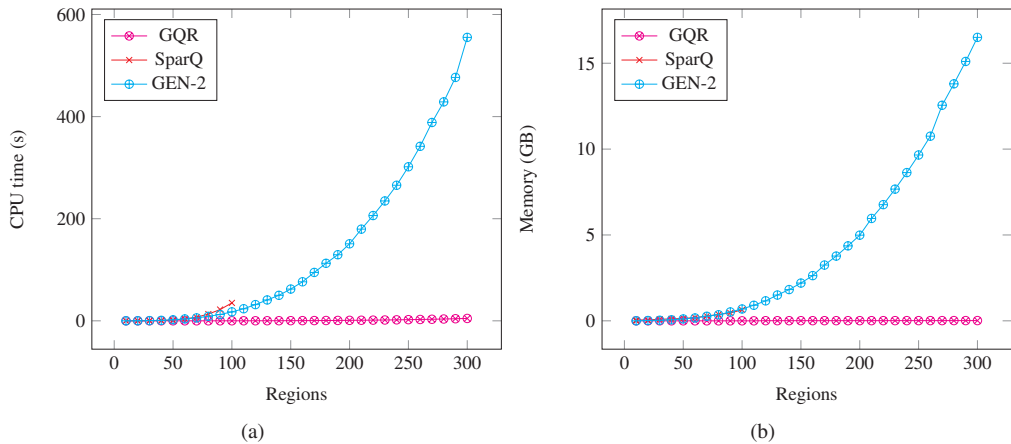 600
400
200
0
CPU time (s)
GQR
SparQ
GEN-2
0 50 100 150 200 250 300
Regions
(a)
15
10
5
0
Memory (GB)
GQR
SparQ
GEN-2
0 50 100 150 200 250 300
Regions
(b)